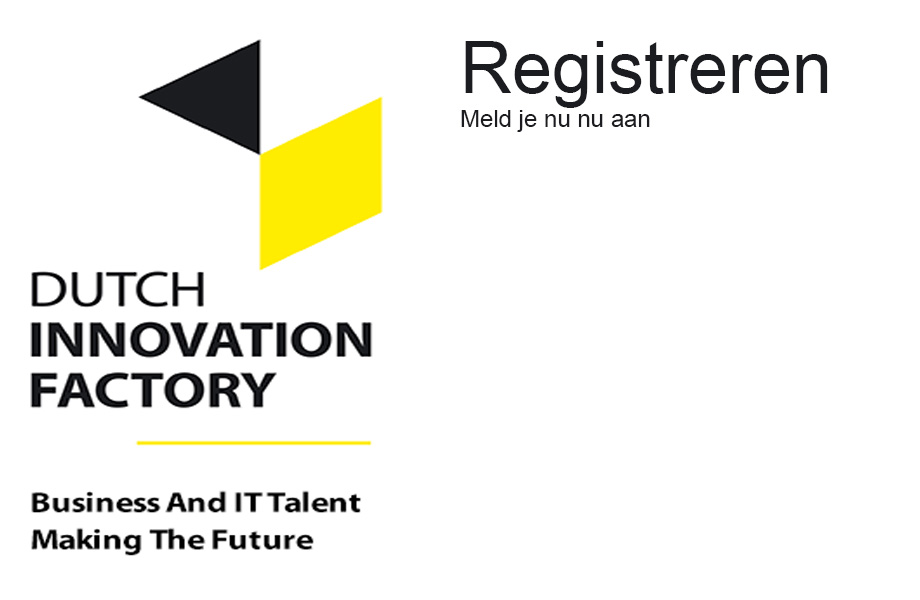 Registreren
Meld je nu nu aan
DUTCH
INNOVATION
FACTORY
Business And IT Talent
Making The Future